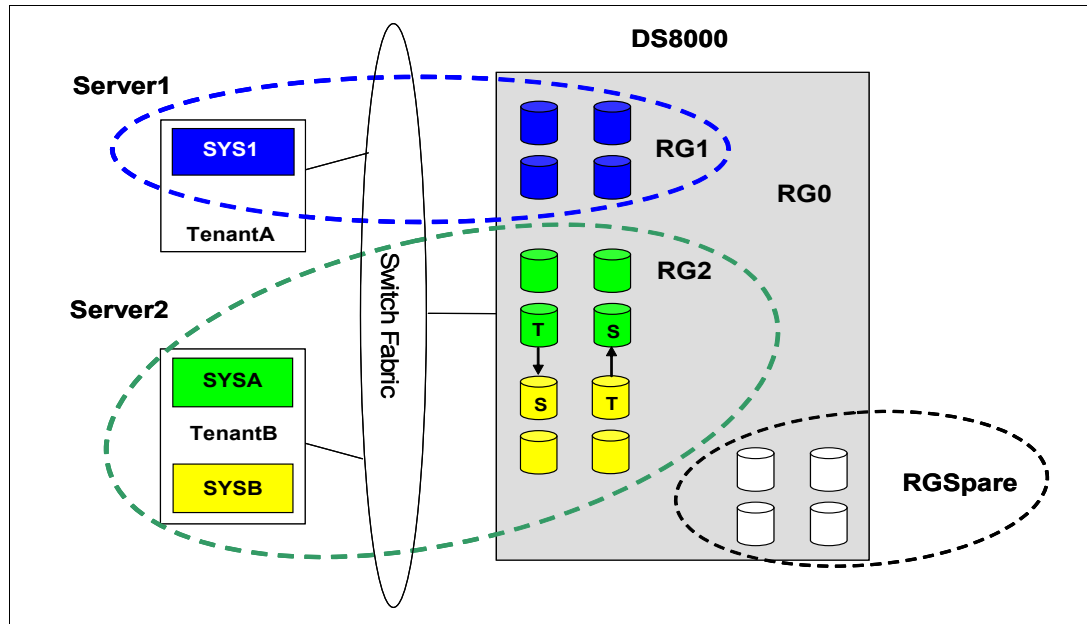 DS8000
Server1
SYS1
TenantA
RG1
RG0
Switch Fabric
RG2
Server2
T
S
SYSA
S
T
TenantB
SYSB
RGSpare